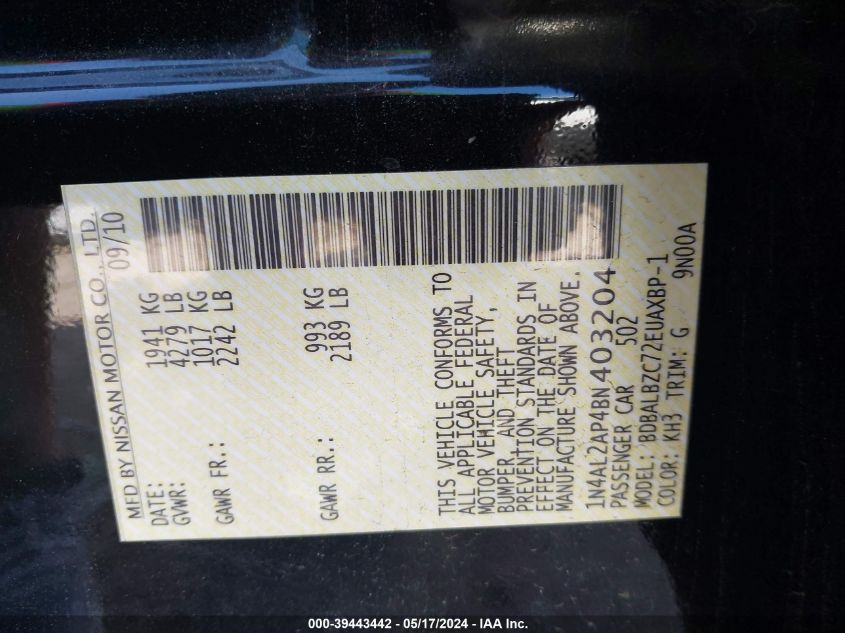 MFD BY NISSAN MOTOR CO., LTD.
DATE: 09/10
GVWR: 1941 KG
4279 LB
GAWR FR.: 1017 KG
2242 LB
GAWR RR.: 993 KG
2189 LB
THIS VEHICLE CONFORMS TO
ALL APPLICABLE FEDERAL
MOTOR VEHICLE SAFETY,
BUMPER, AND THEFT
PREVENTION STANDARDS IN
EFFECT ON THE DATE OF
MANUFACTURE SHOWN ABOVE.
1N4AL2AP4BN403204
PASSENGER CAR 502
MODEL: BDBALBZC72EUAXBP-1
COLOR: KH3 TRIM: G 9N00A
000-39443442 - 05/17/2024 - IAA Inc.